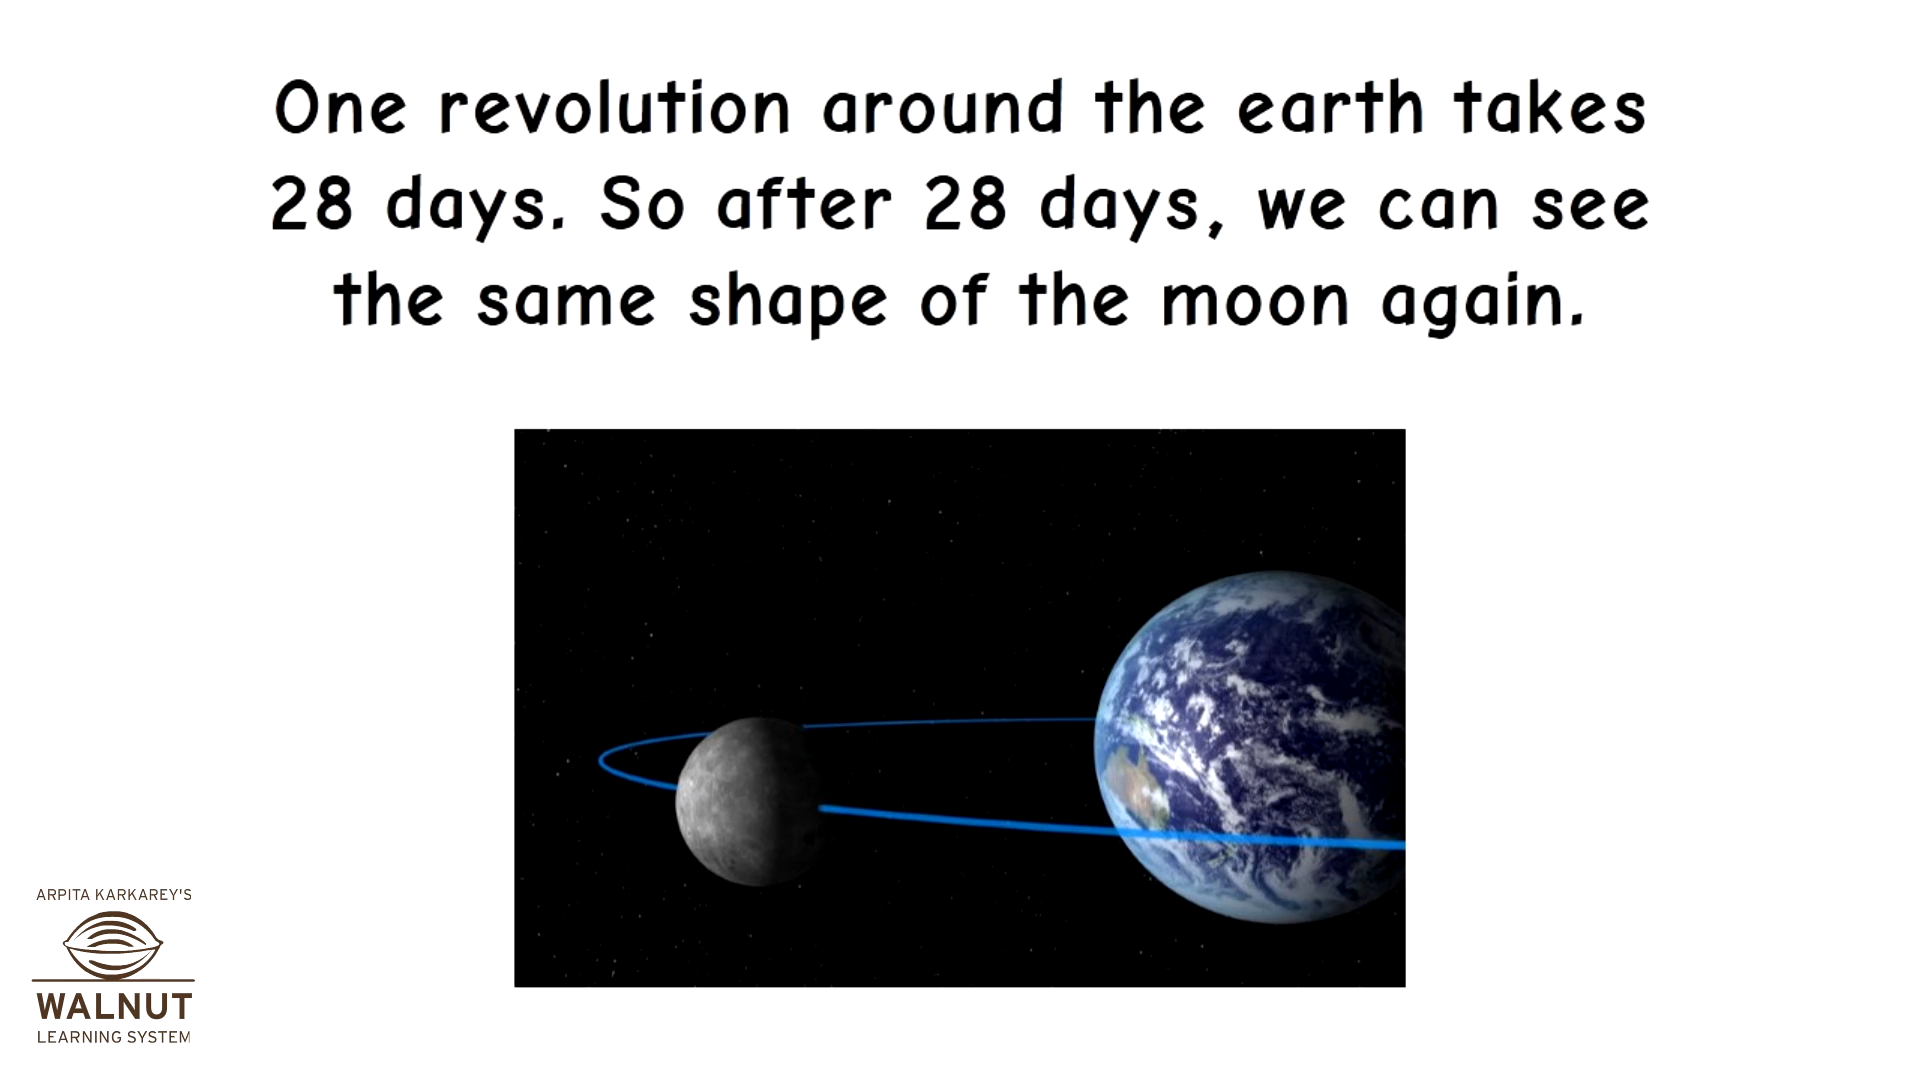 One revolution around the earth takes
28 days. So after 28 days, we can see
the same shape of the moon again.
ARPITA KARKAREY'S
WALNUT
LEARNING SYSTEM